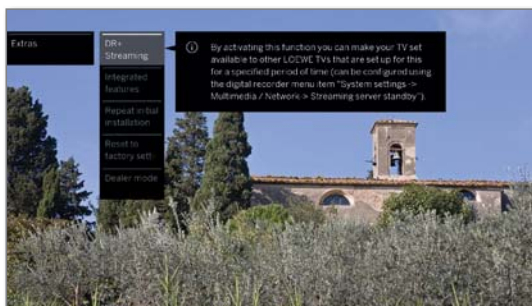 Extras
DR+
Streaming
Integrated
features
Repeat initial
installation
Reset to
factory sett-
Dealer mode
By activating this function you can make your TV set
available to other LOEWE TVs that are set up for this
for a specified period of time (can be configured using
the digital recorder menu item "System settings ->
Multimedia / Network > Streaming server standby").